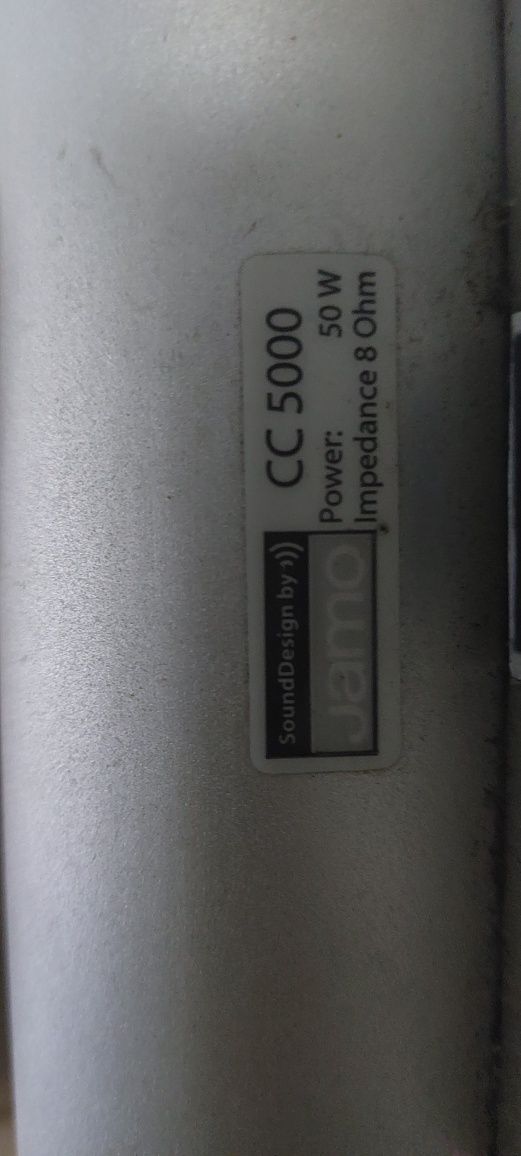 SoundDesign by
Jamo
CC 5000
Power: 50 W
Impedance 8 Ohm